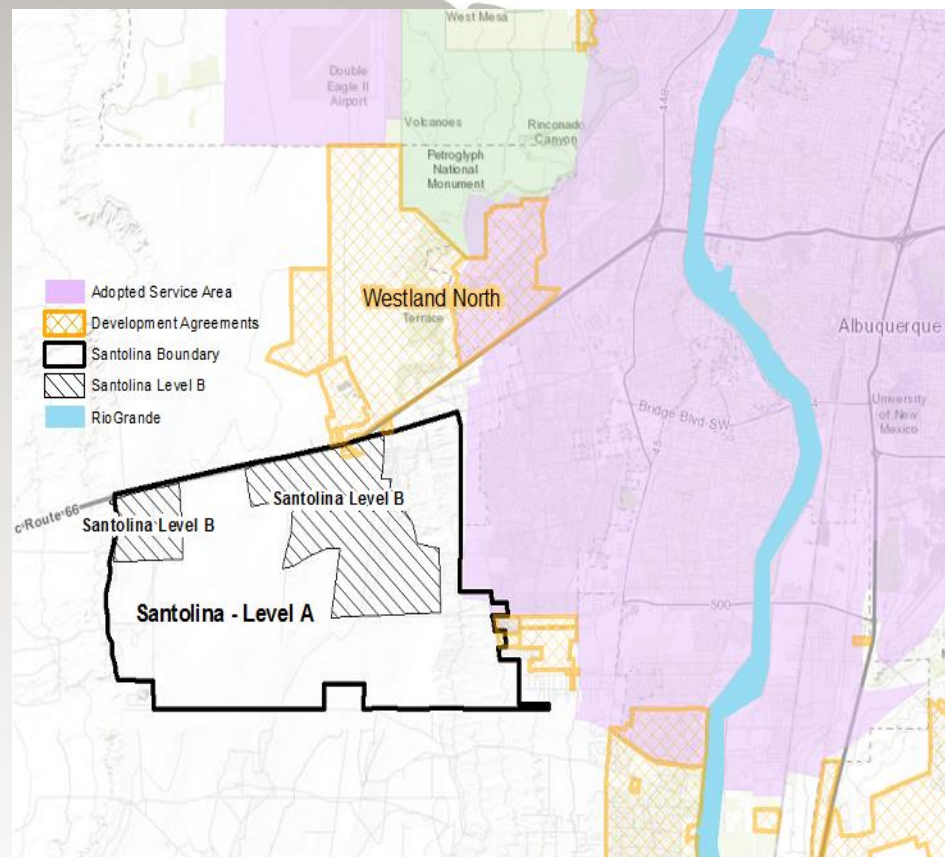 West Mesa
Double
Eagle II
Airport
Volcanoes
Rinconado
Canyon
Petroglyph
National
Monument
448
Adopted Service Area
Development Agreements
Santolina Boundary
Santolina Level B
RioGrande
Westland North
Terrace
Albuquerque
University
of New
Mexico
Bridge Blvd SW
45
c Route 66
Santolina Level B
Santolina Level B
Santolina - Level A
500